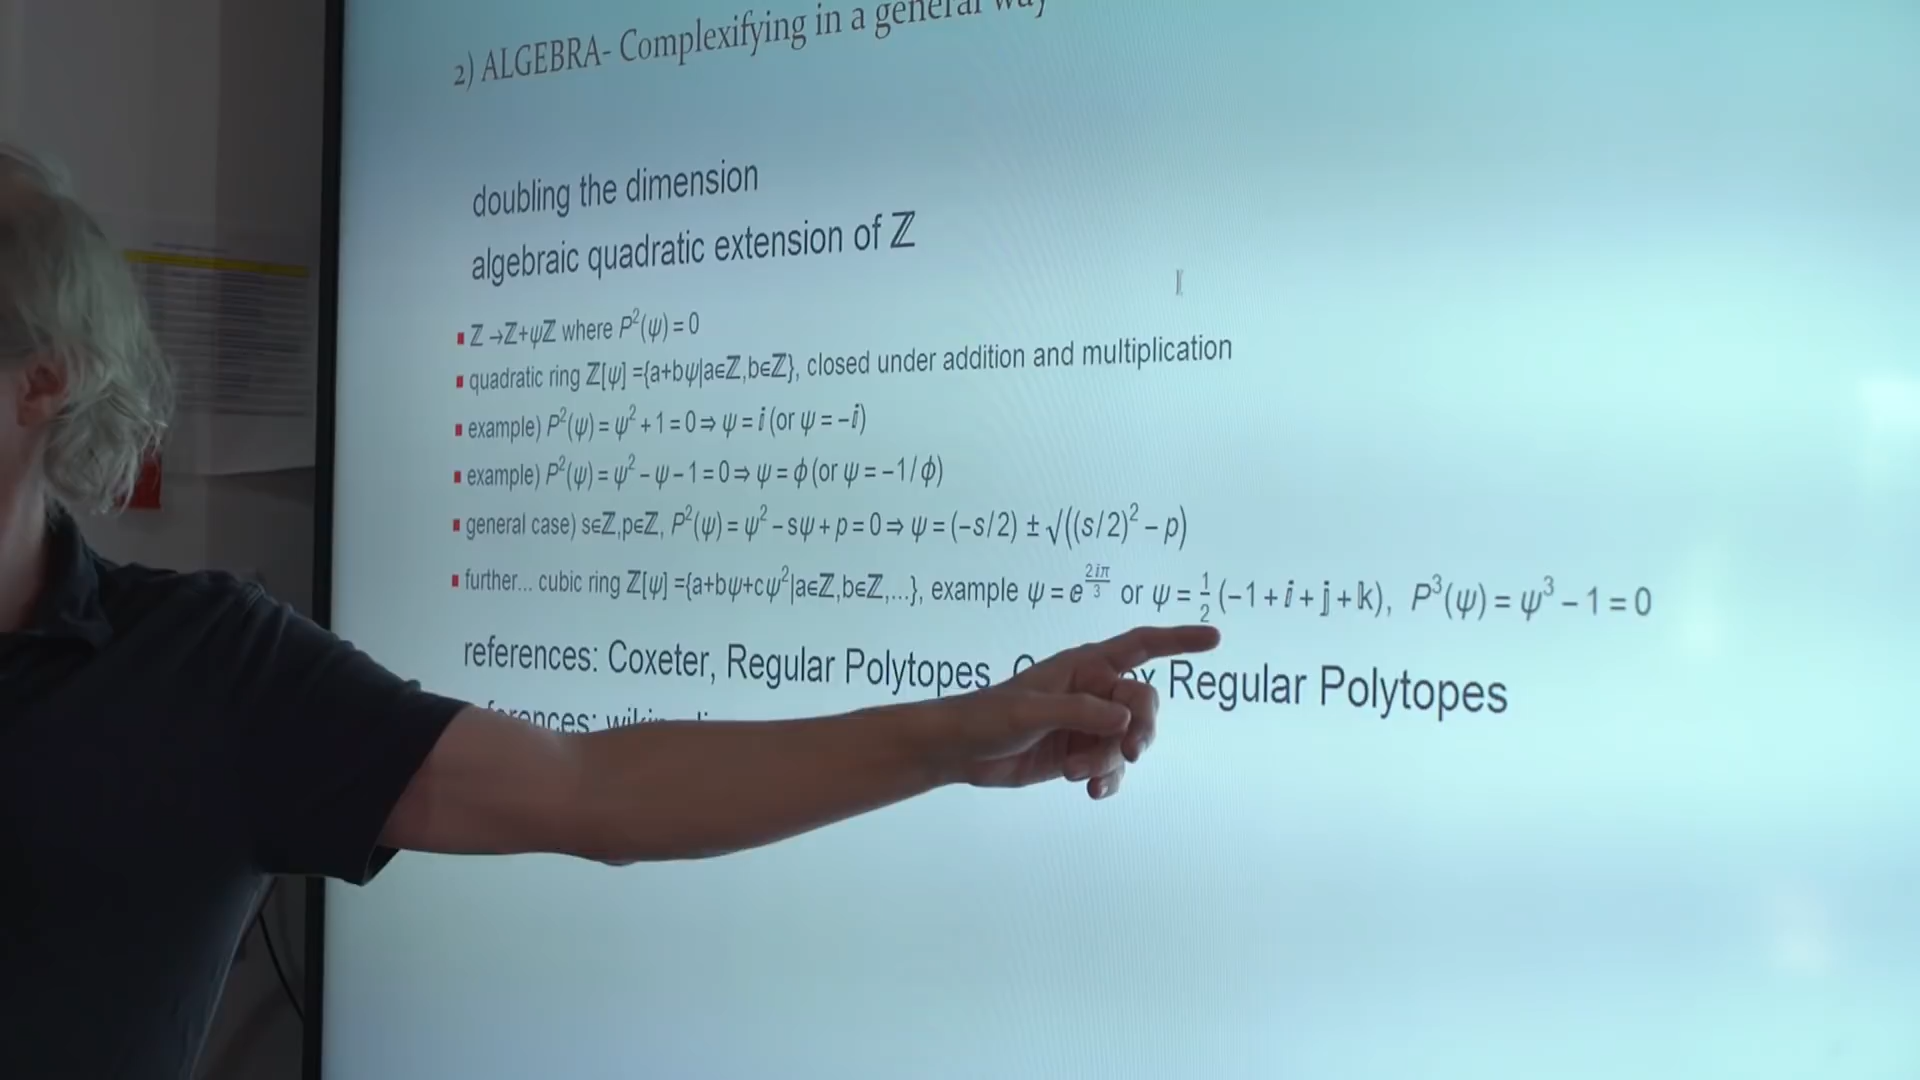 2) ALGEBRA- Complexifying in a general way
doubling the dimension
algebraic quadratic extension of ℤ
▪ ℤ →ℤ+ψℤ where P²(ψ) = 0
▪ quadratic ring ℤ[ψ] ={a+bψ|a∈ℤ,b∈ℤ}, closed under addition and multiplication
▪ example) P²(ψ) = ψ² + 1 = 0 ⇒ ψ = i (or ψ = −i)
▪ example) P²(ψ) = ψ² − ψ − 1 = 0 ⇒ ψ = ϕ (or ψ = −1/ϕ)
▪ general case) s∈ℤ,p∈ℤ, P²(ψ) = ψ² − sψ + p = 0 ⇒ ψ = (−s/2) ± √((s/2)² − p)
▪ further... cubic ring ℤ[ψ] ={a+bψ+cψ²|a∈ℤ,b∈ℤ,...}, example ψ = e^(2iπ/3) or ψ = 1/2 (−1 + i + j + k), P³(ψ) = ψ³ − 1 = 0
references: Coxeter, Regular Polytopes, Regular Polytopes